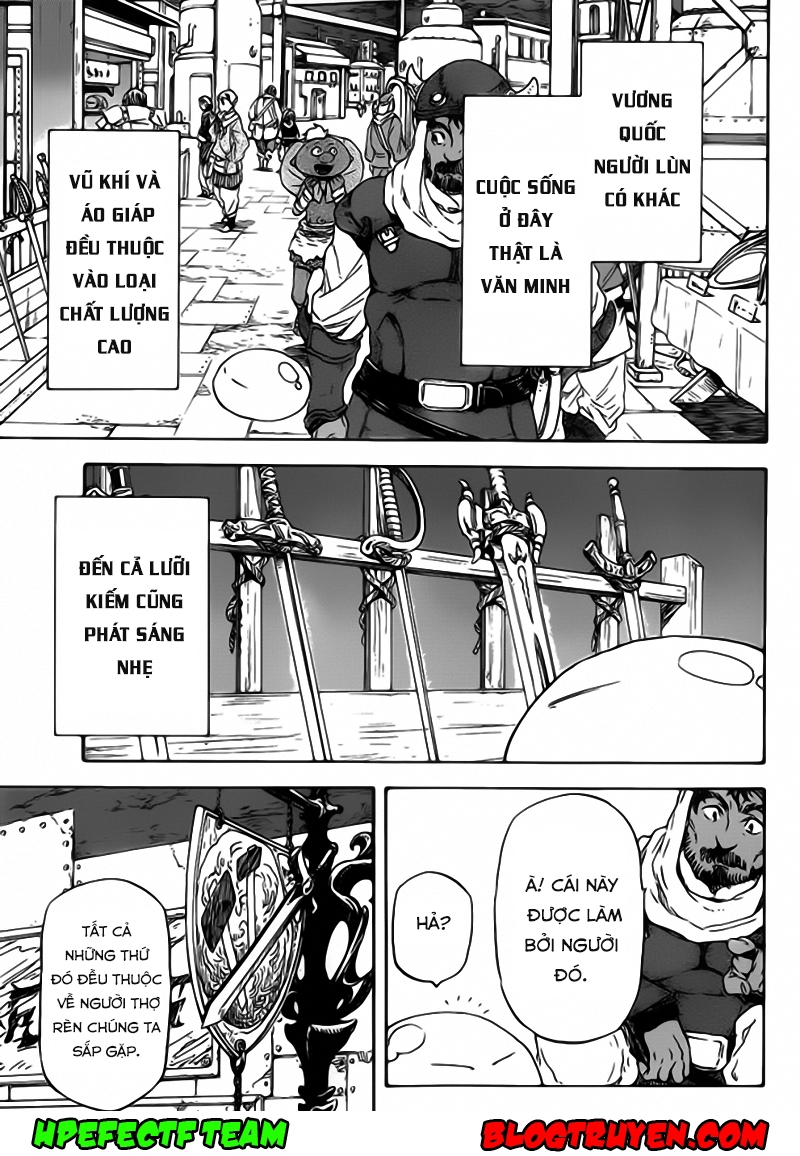 VƯƠNG
QUỐC
NGƯỜI LÙN
CÓ KHÁC
CUỘC SỐNG
Ở ĐÂY
THẬT LÀ
VĂN MINH
VŨ KHÍ VÀ
ÁO GIÁP
ĐỀU THUỘC
VÀO LOẠI
CHẤT LƯỢNG
CAO
ĐẾN CẢ LƯỠI
KIẾM CŨNG
PHÁT SÁNG
NHẸ
À! CÁI NÀY
ĐƯỢC LÀM
BỞI NGƯỜI
ĐÓ.
HẢ?
TẤT CẢ
NHỮNG THỨ
ĐÓ ĐỀU THUỘC
VỀ NGƯỜI THỢ
RÈN CHÚNG TA
SẮP GẶP.
UPEFECTF TEAM
BLOGTRUYEN.COM